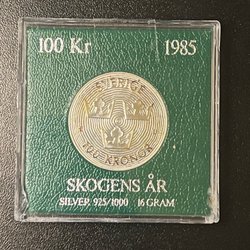 100 Kr 1985
SVERIGE
100 KRONOR
SKOGENS ÅR
SILVER 925/1000 16 GRAM